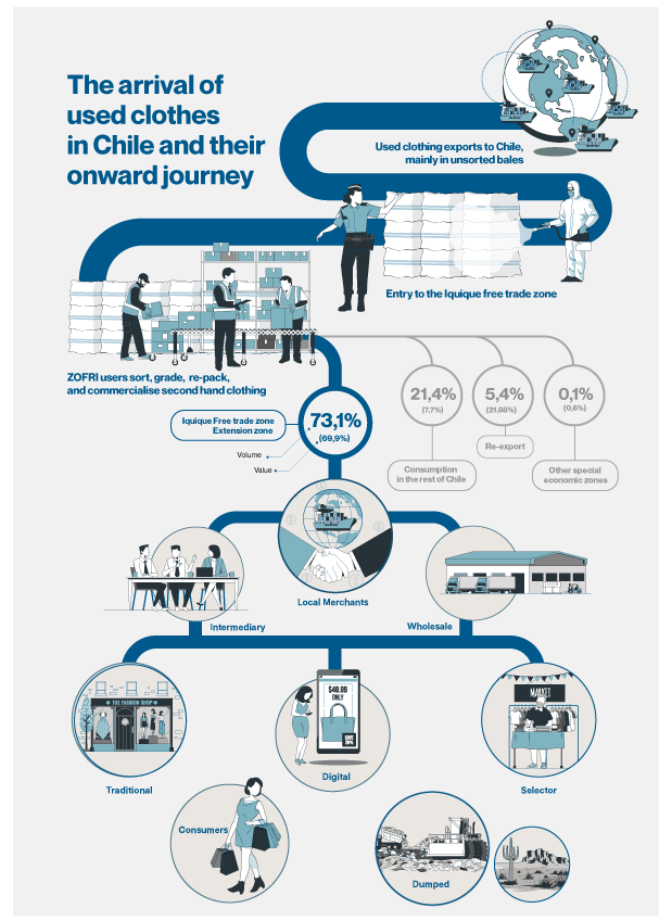 The arrival of
used clothes
in Chile and their
onward journey
Used clothing exports to Chile,
mainly in unsorted bales
Entry to the Iquique free trade zone
ZOFRI users sort, grade, re-pack,
and commercialise second hand clothing
Iquique Free trade zone
Extension zone
Volume
Value
73,1%
(69,9%)
21,4%
(7,7%)
Consumption
in the rest of Chile
5,4%
(21,88%)
Re-export
0,1%
(0,6%)
Other special
economic zones
Local Merchants
Intermediary
Wholesale
THE FASHION SHOP
Traditional
$40.00
ONLY
SAVE
Digital
MARKET
Selector
Consumers
Dumped